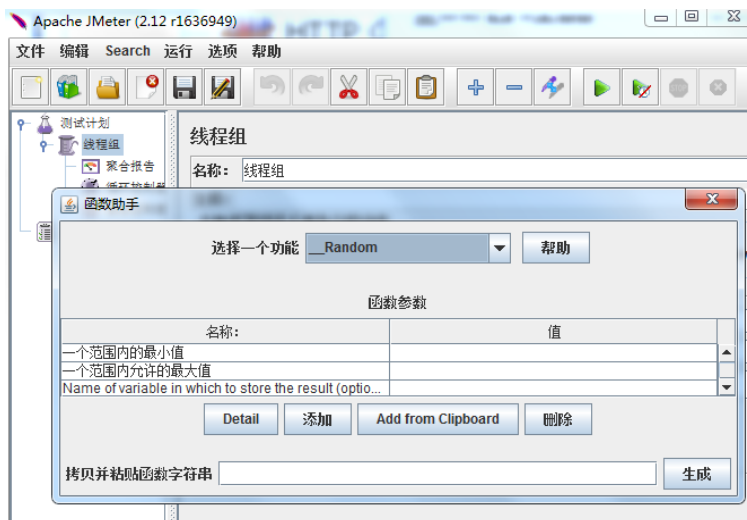 Apache JMeter (2.12 r1636949)
文件 编辑 Search 运行 选项 帮助
测试计划
线程组
聚合报告
线程组
名称: 线程组
函数助手
选择一个功能 __Random 帮助
函数参数
名称: 值
一个范围内的最小值
一个范围内允许的最大值
Name of variable in which to store the result (optio...
Detail 添加 Add from Clipboard 删除
拷贝并粘贴函数字符串 生成